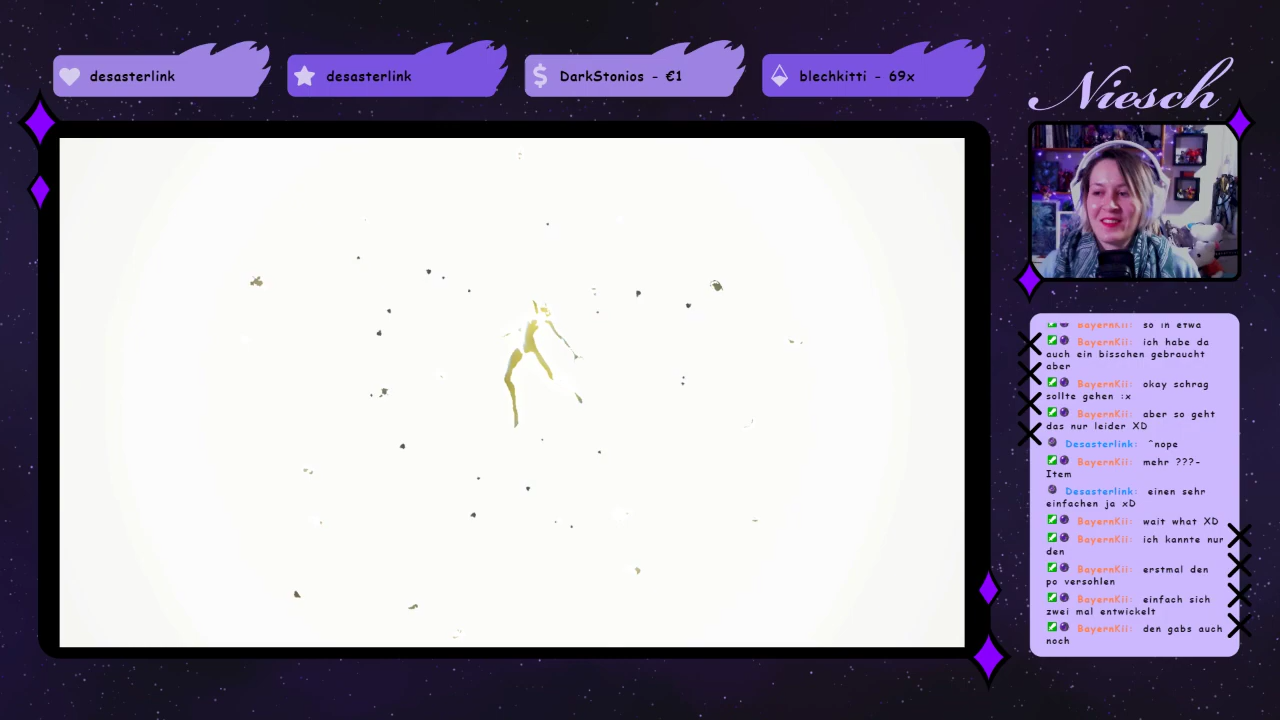 desasterlink
desasterlink
DarkStonios - €1
blechkitti - 69x
Niesch
BayernKii: so in etwa
BayernKii: ich habe da
auch ein bisschen gebraucht
aber
BayernKii: okay schrag
sollte gehen :x
BayernKii: aber so geht
das nur leider XD
Desasterlink: ^nope
BayernKii: mehr ???-
Item
Desasterlink: einen sehr
einfachen ja xD
BayernKii: wait what XD
BayernKii: ich kannte nur
den
BayernKii: erstmal den
po versohlen
BayernKii: einfach sich
zwei mal entwickelt
BayernKii: den gabs auch
noch